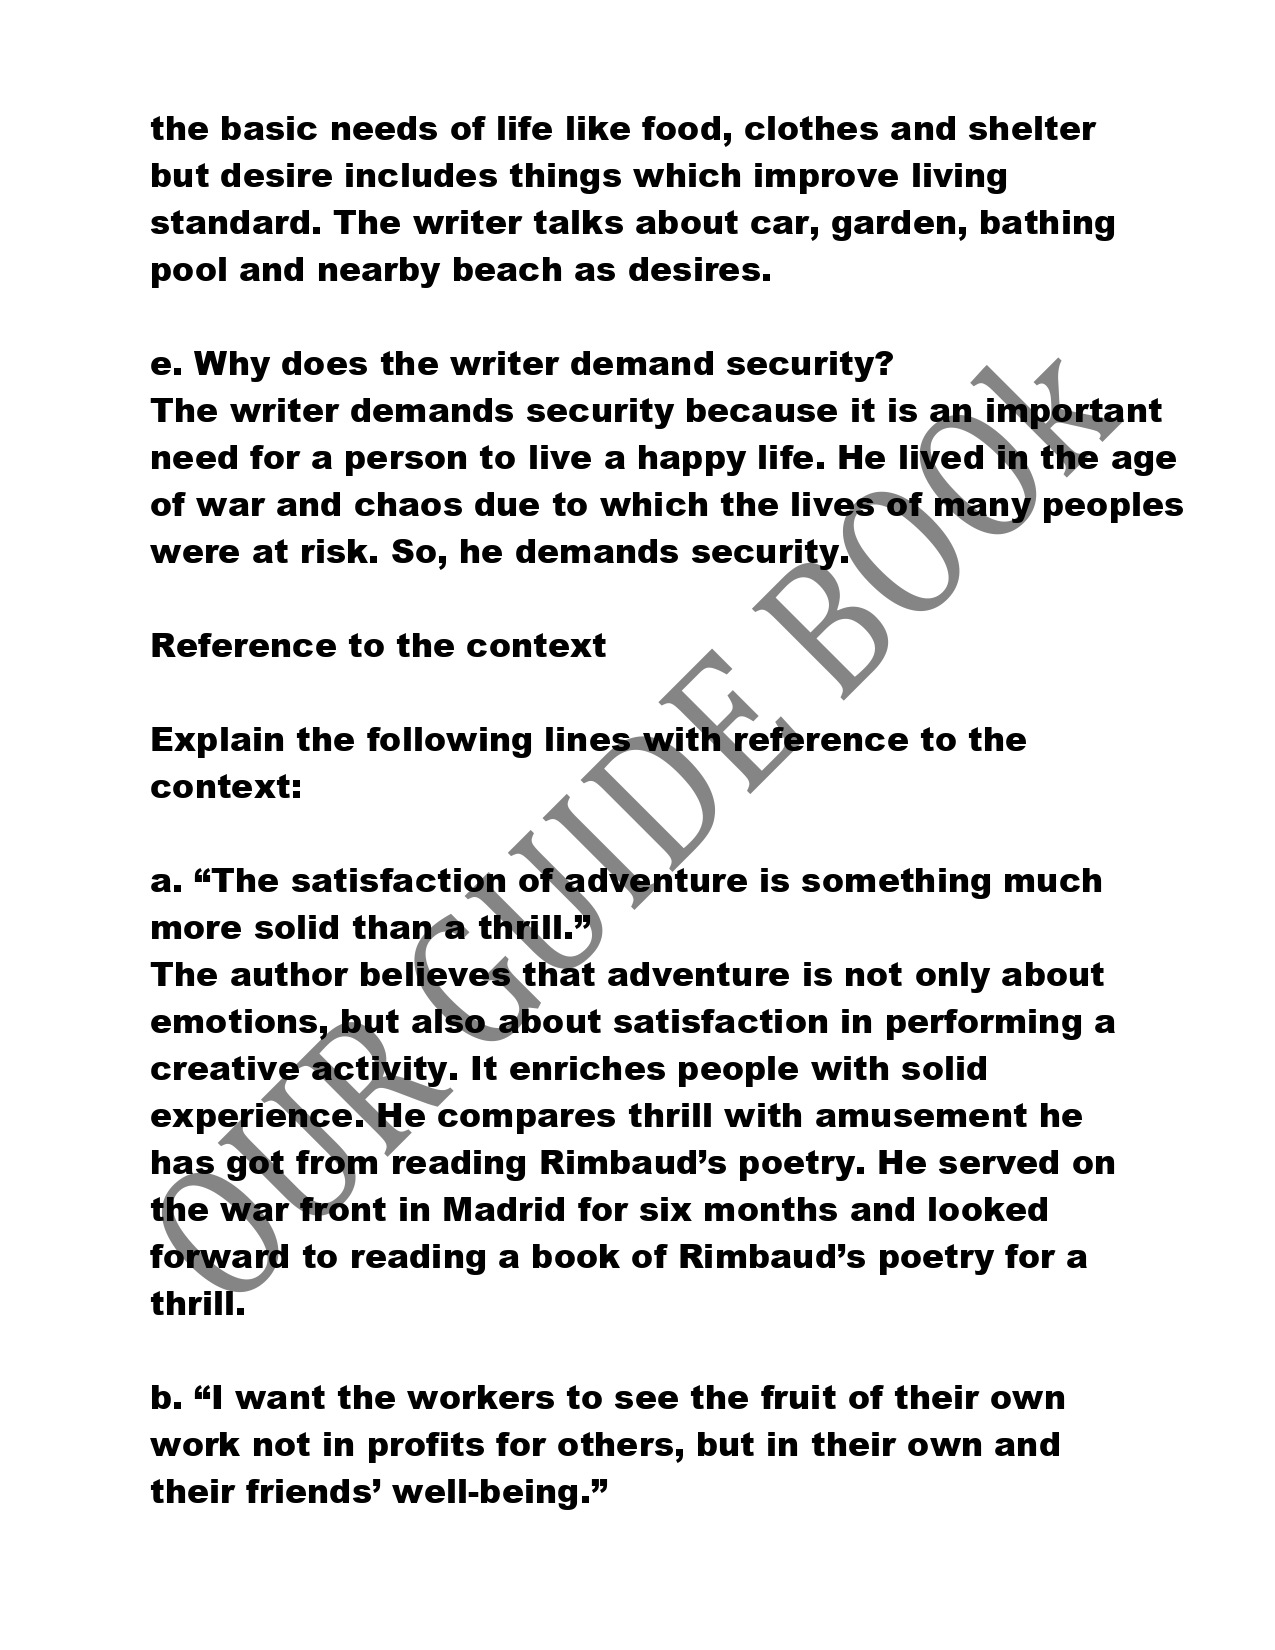 the basic needs of life like food, clothes and shelter
but desire includes things which improve living
standard. The writer talks about car, garden, bathing
pool and nearby beach as desires.
e. Why does the writer demand security?
The writer demands security because it is an important
need for a person to live a happy life. He lived in the age
of war and chaos due to which the lives of many peoples
were at risk. So, he demands security.
Reference to the context
Explain the following lines with reference to the
context:
a. “The satisfaction of adventure is something much
more solid than a thrill.”
The author believes that adventure is not only about
emotions, but also about satisfaction in performing a
creative activity. It enriches people with solid
experience. He compares thrill with amusement he
has got from reading Rimbaud’s poetry. He served on
the war front in Madrid for six months and looked
forward to reading a book of Rimbaud’s poetry for a
thrill.
b. “I want the workers to see the fruit of their own
work not in profits for others, but in their own and
their friends’ well-being.”
OUR GUIDE BOOk